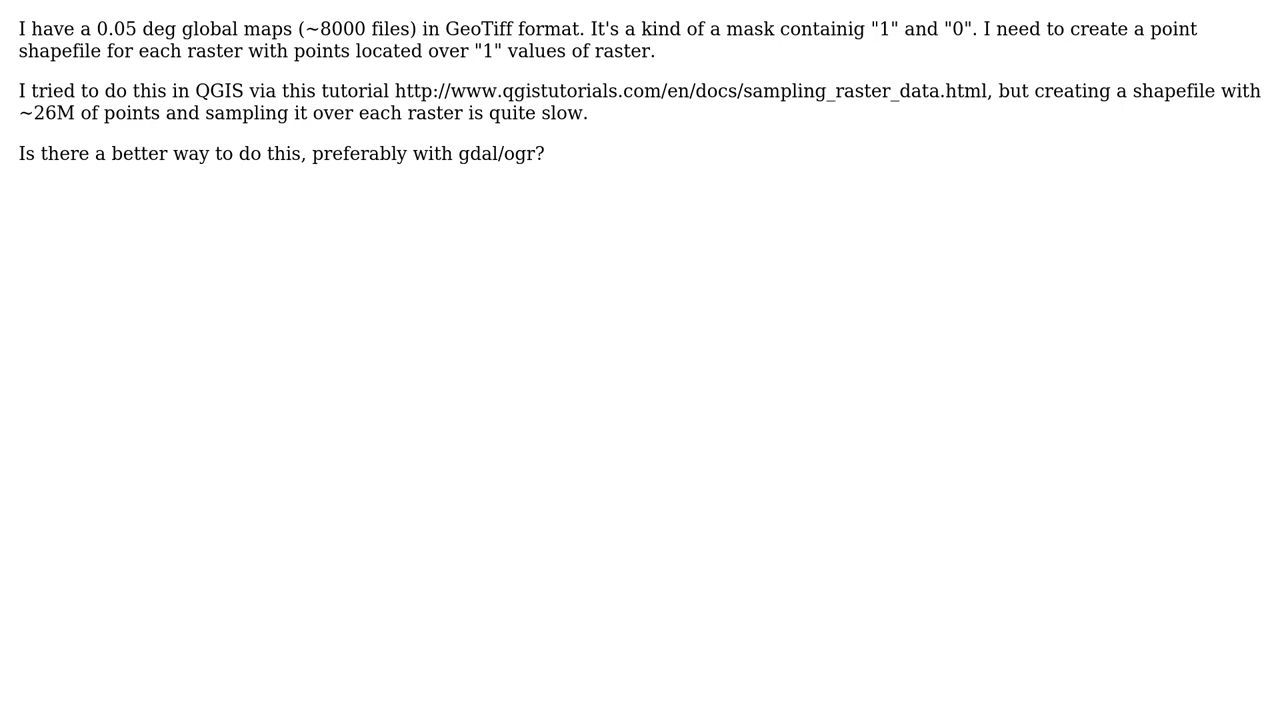 I have a 0.05 deg global maps (~8000 files) in GeoTiff format. It's a kind of a mask containig "1" and "0". I need to create a point
shapefile for each raster with points located over "1" values of raster.
I tried to do this in QGIS via this tutorial http://www.qgistutorials.com/en/docs/sampling_raster_data.html, but creating a shapefile with
~26M of points and sampling it over each raster is quite slow.
Is there a better way to do this, preferably with gdal/ogr?